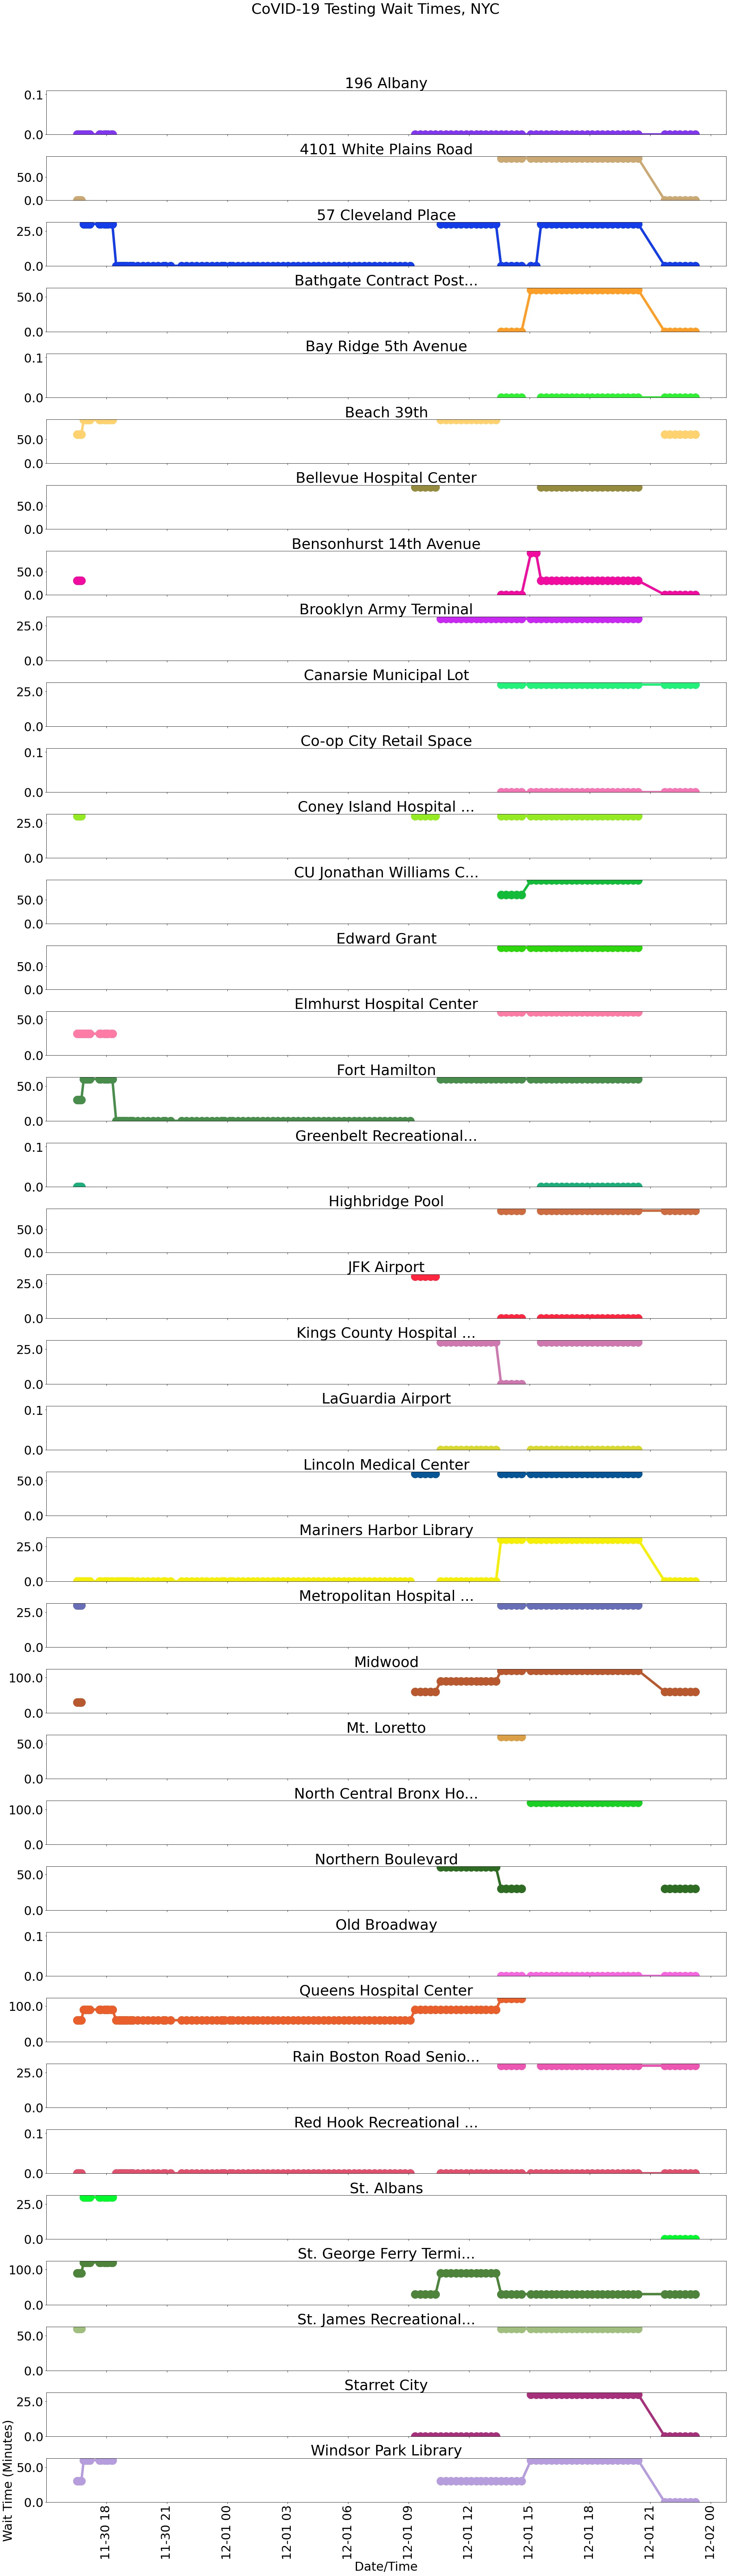 CoVID-19 Testing Wait Times, NYC
196 Albany
0.1
0.0
4101 White Plains Road
50.0
0.0
57 Cleveland Place
25.0
0.0
Bathgate Contract Post...
50.0
0.0
Bay Ridge 5th Avenue
0.1
0.0
Beach 39th
50.0
0.0
Bellevue Hospital Center
50.0
0.0
Bensonhurst 14th Avenue
50.0
0.0
Brooklyn Army Terminal
25.0
0.0
Canarsie Municipal Lot
25.0
0.0
Co-op City Retail Space
0.1
0.0
Coney Island Hospital ...
25.0
0.0
CU Jonathan Williams C...
50.0
0.0
Edward Grant
50.0
0.0
Elmhurst Hospital Center
50.0
0.0
Fort Hamilton
50.0
0.0
Greenbelt Recreational...
0.1
0.0
Highbridge Pool
50.0
0.0
JFK Airport
25.0
0.0
Kings County Hospital ...
25.0
0.0
LaGuardia Airport
0.1
0.0
Lincoln Medical Center
50.0
0.0
Mariners Harbor Library
25.0
0.0
Metropolitan Hospital ...
25.0
0.0
Midwood
100.0
0.0
Mt. Loretto
50.0
0.0
North Central Bronx Ho...
100.0
0.0
Northern Boulevard
50.0
0.0
Old Broadway
0.1
0.0
Queens Hospital Center
100.0
0.0
Rain Boston Road Senio...
25.0
0.0
Red Hook Recreational ...
0.1
0.0
St. Albans
25.0
0.0
St. George Ferry Termi...
100.0
0.0
St. James Recreational...
50.0
0.0
Starret City
25.0
0.0
Windsor Park Library
50.0
0.0
Wait Time (Minutes)
11-30 18
11-30 21
12-01 00
12-01 03
12-01 06
12-01 09
12-01 12
12-01 15
12-01 18
12-01 21
12-02 00
Date/Time